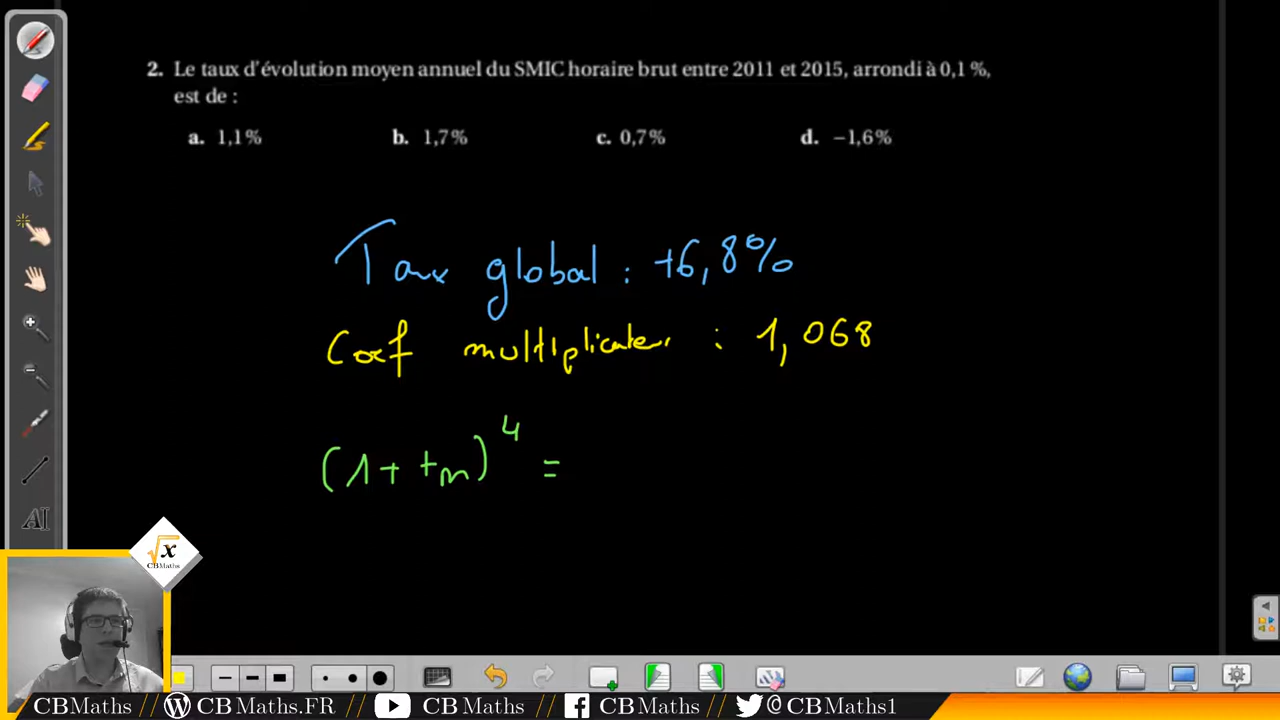 2. Le taux d'évolution moyen annuel du SMIC horaire brut entre 2011 et 2015, arrondi à 0,1 %,
est de :
a. 1,1% b. 1,7% c. 0,7% d. −1,6%
Taux global : +6,8%
Coef multiplicateur : 1,068
(1+ tm)^4 =
AI
√x
CBMaths
CBMaths CBMaths.FR CBMaths CBMaths @CBMaths1